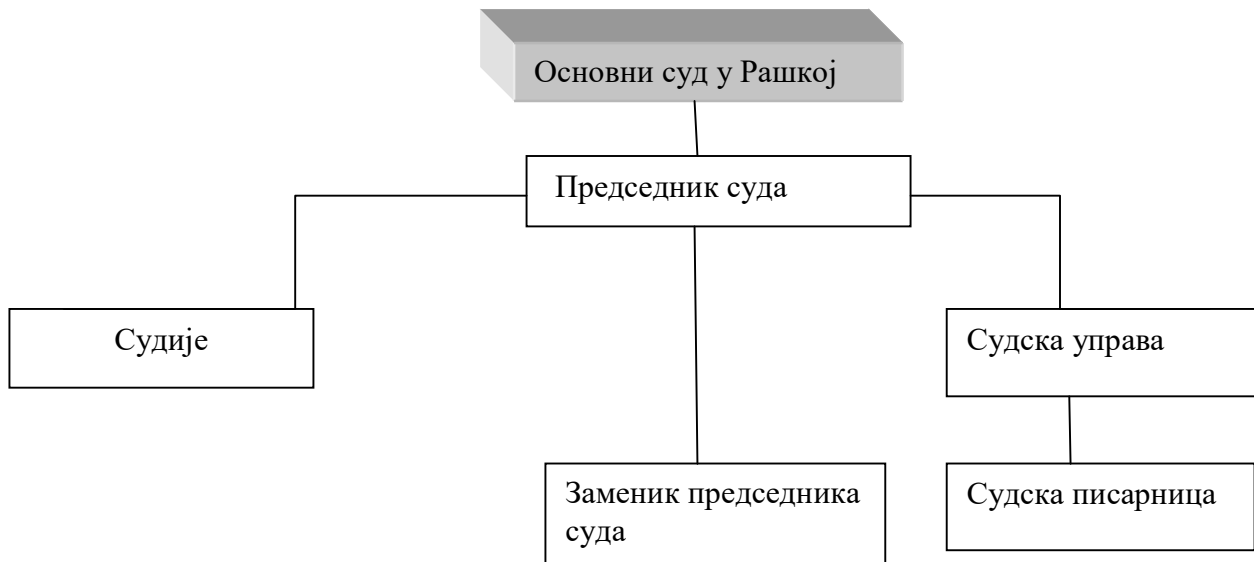 Основни суд у Рашкој
Председник суда
Судије
Судска управа
Заменик председника
суда
Судска писарница